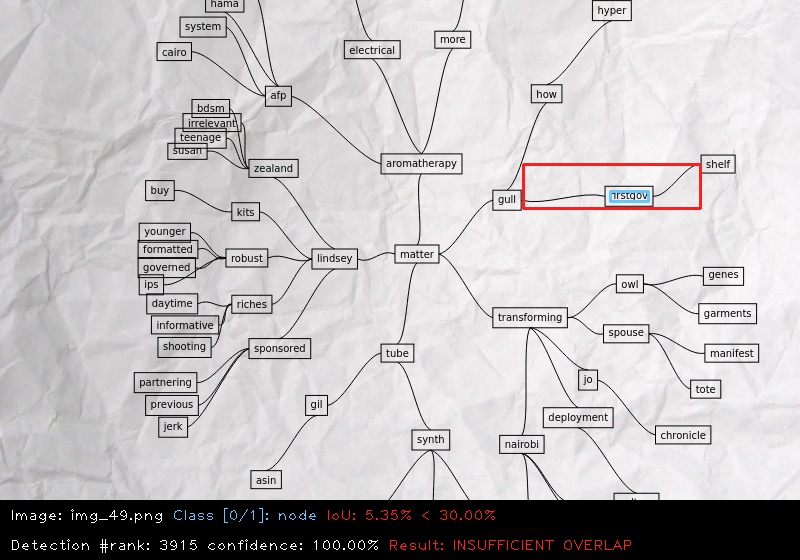 hama
hyper
system
more
electrical
cairo
afp
how
bdsm
irrelevant
teenage
susan
aromatherapy
shelf
zealand
buy
gull
kits
younger
formatted
governed
ips
robust
lindsey
matter
genes
owl
daytime
riches
garments
informative
transforming
spouse
shooting
sponsored
tube
manifest
partnering
jo
tote
previous
gil
deployment
jerk
synth
nairobi
chronicle
asin
Image: img_49.png Class [0/1]: node IoU: 5.35% < 30.00%
Detection #rank: 3915 confidence: 100.00% Result: INSUFFICIENT OVERLAP